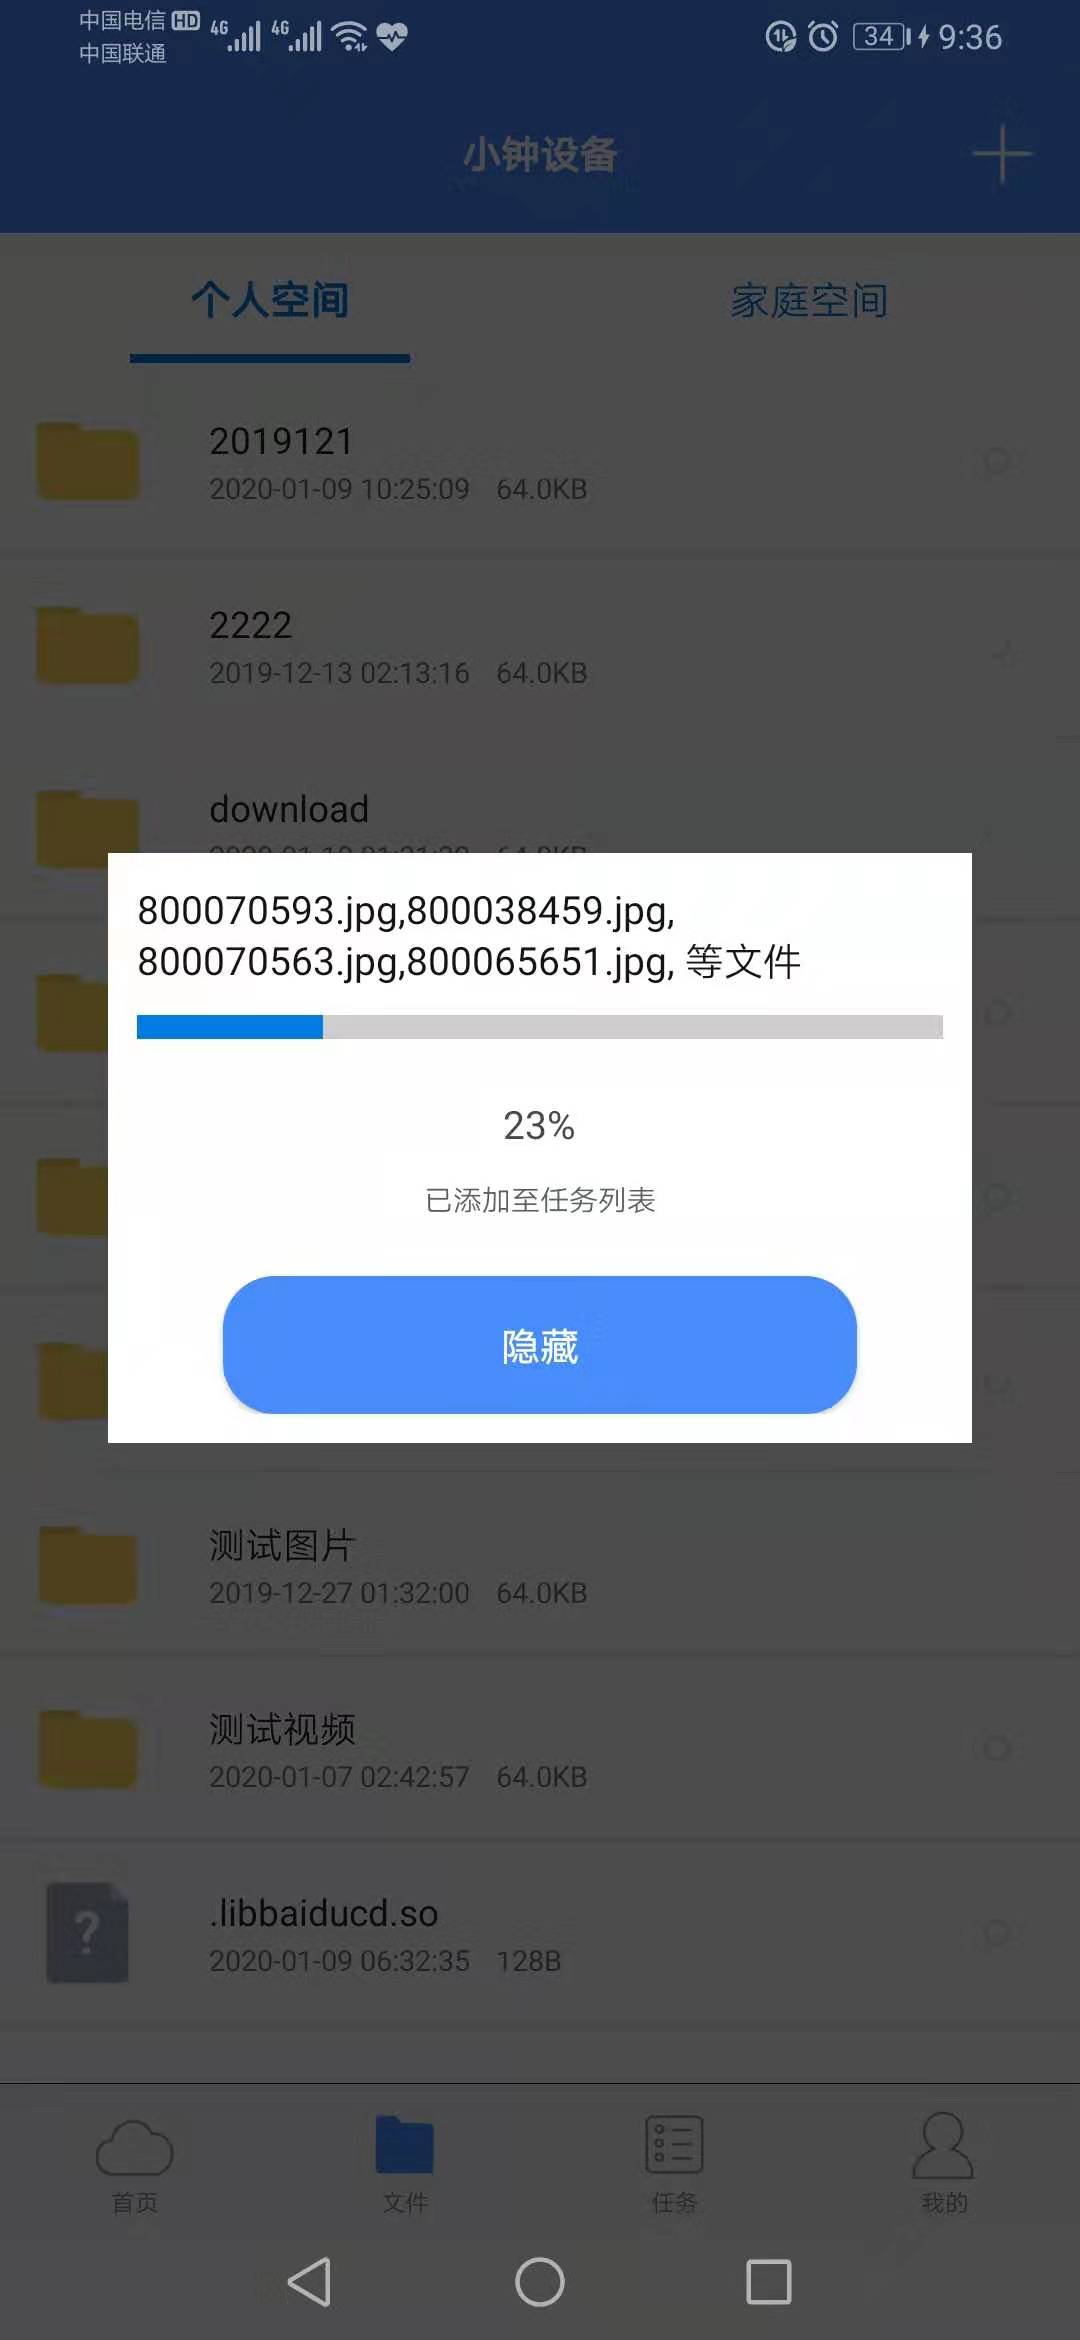 中国电信 HD 4G 4G
中国联通
34 9:36
小钟设备
个人空间 家庭空间
2019121
2020-01-09 10:25:09 64.0KB
2222
2019-12-13 02:13:16 64.0KB
download
800070593.jpg,800038459.jpg,
800070563.jpg,800065651.jpg, 等文件
23%
已添加至任务列表
隐藏
测试图片
2019-12-27 01:32:00 64.0KB
测试视频
2020-01-07 02:42:57 64.0KB
?
.libbaiducd.so
2020-01-09 06:32:35 128B
首页 文件 任务 我的